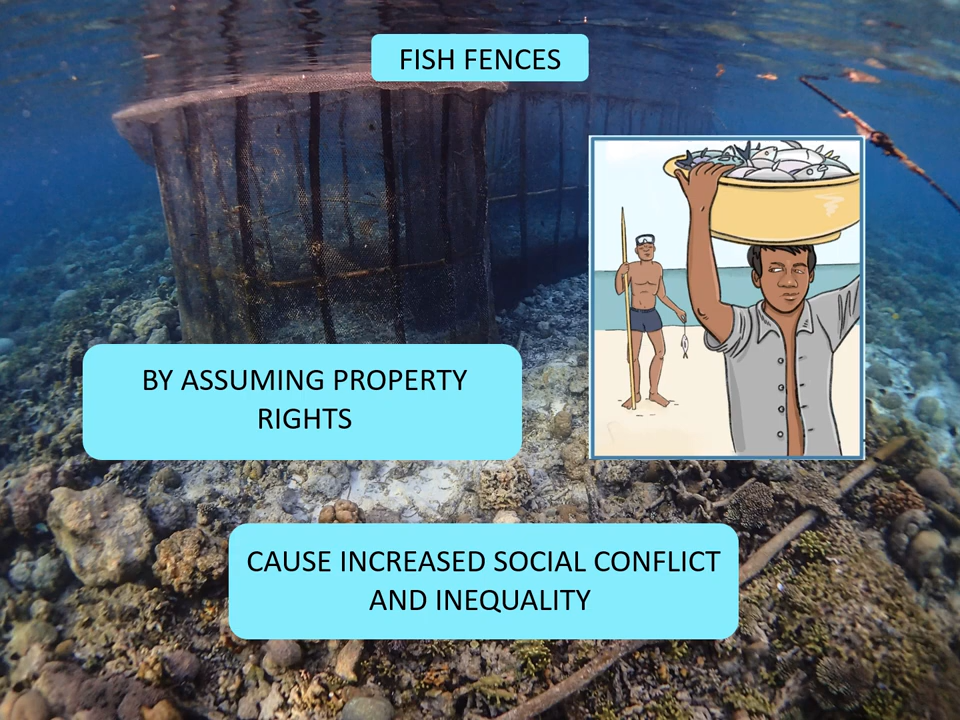 FISH FENCES
BY ASSUMING PROPERTY
RIGHTS
CAUSE INCREASED SOCIAL CONFLICT
AND INEQUALITY